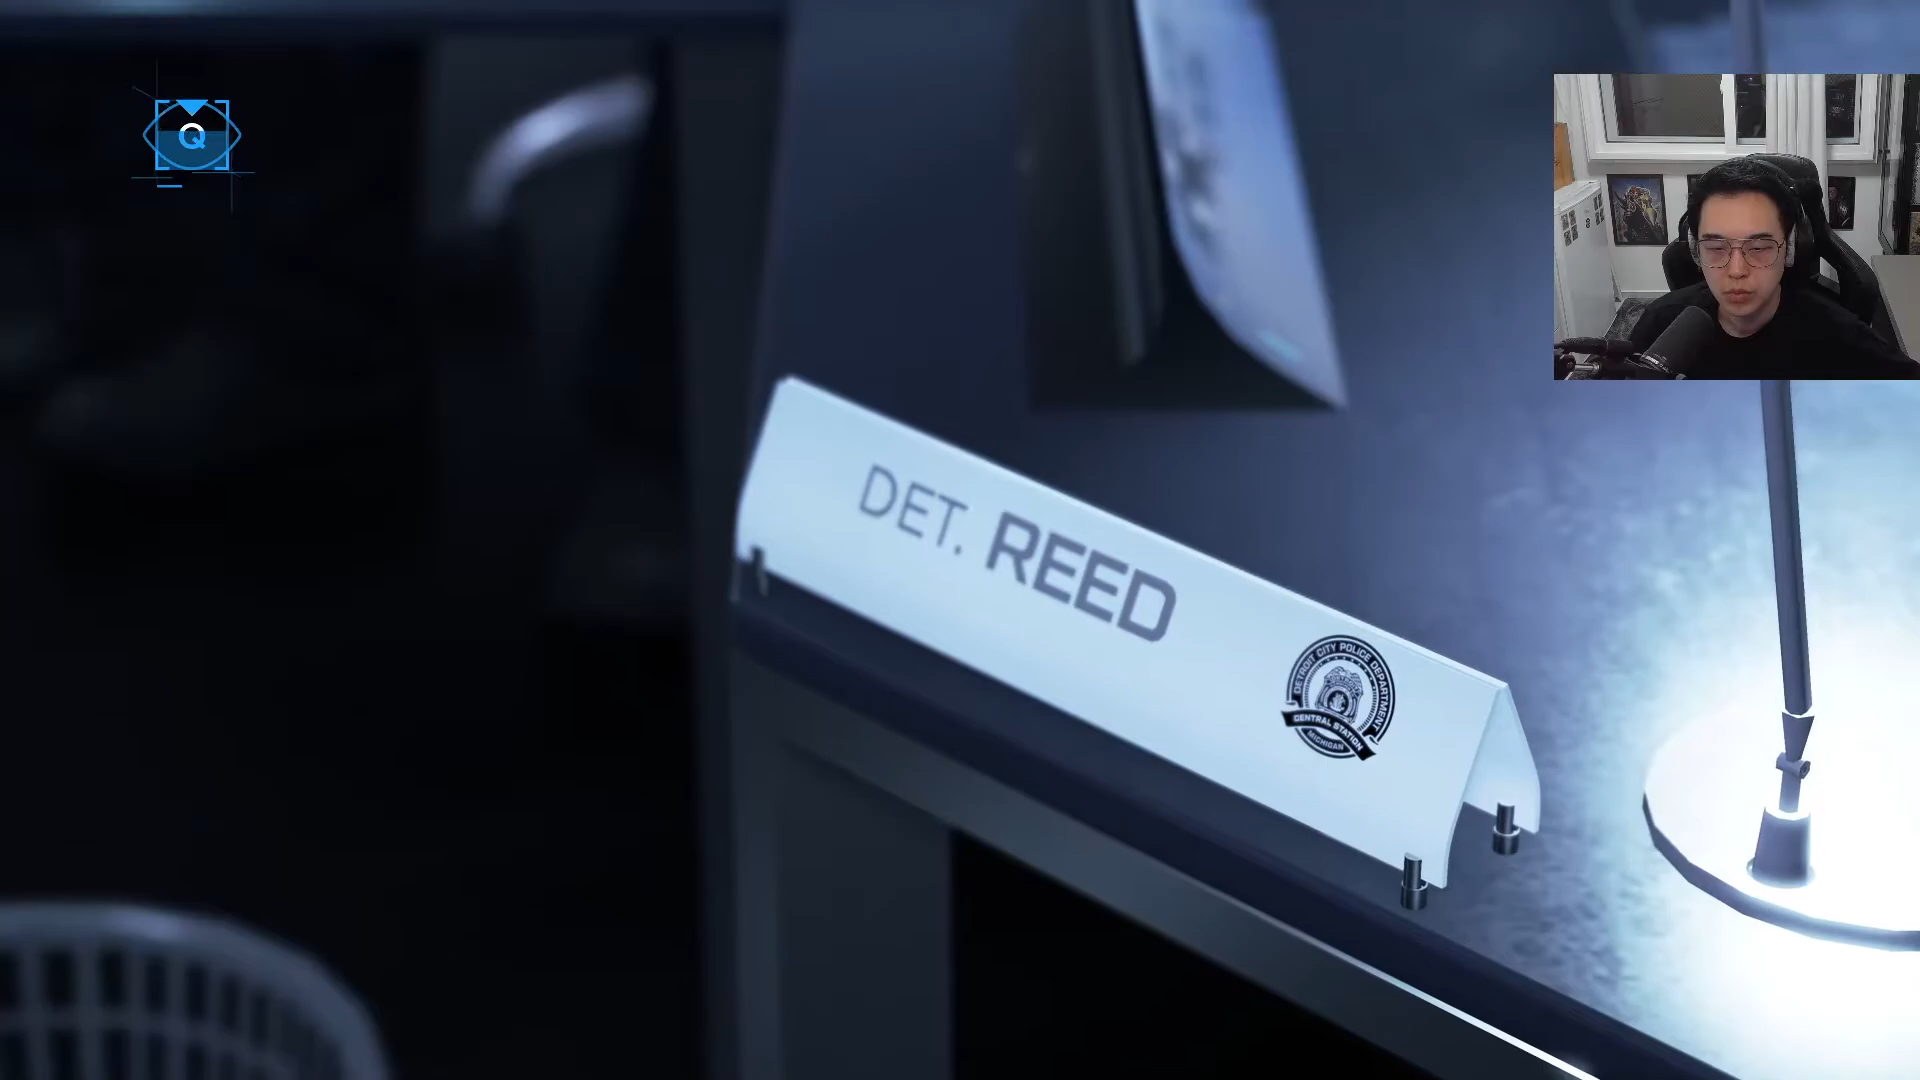 Q
DET. REED
DETROIT CITY POLICE DEPARTMENT
CENTRAL STATION
MICHIGAN